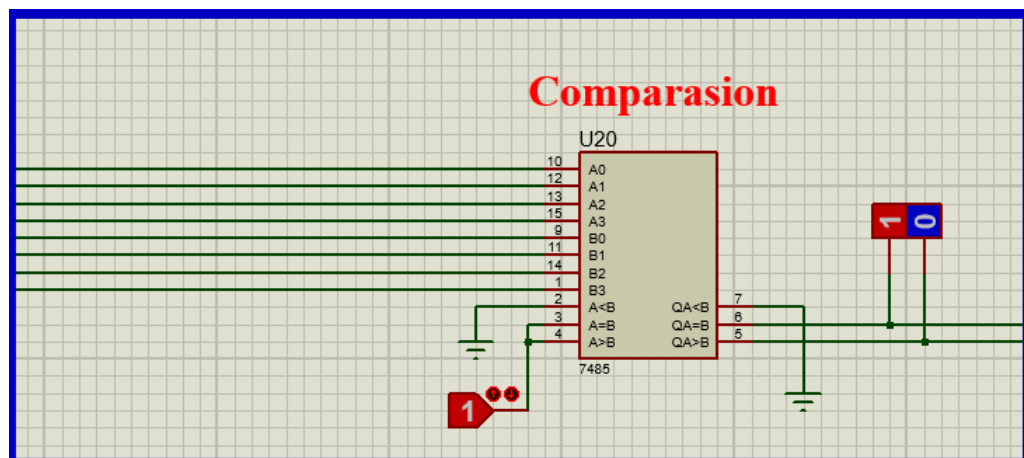 Comparasion
U20
10 A0
12 A1
13 A2
15 A3
9 B0
11 B1
14 B2
1 B3
2 A<B QA<B 7
3 A=B QA=B 6
4 A>B QA>B 5
7485
1 0
1